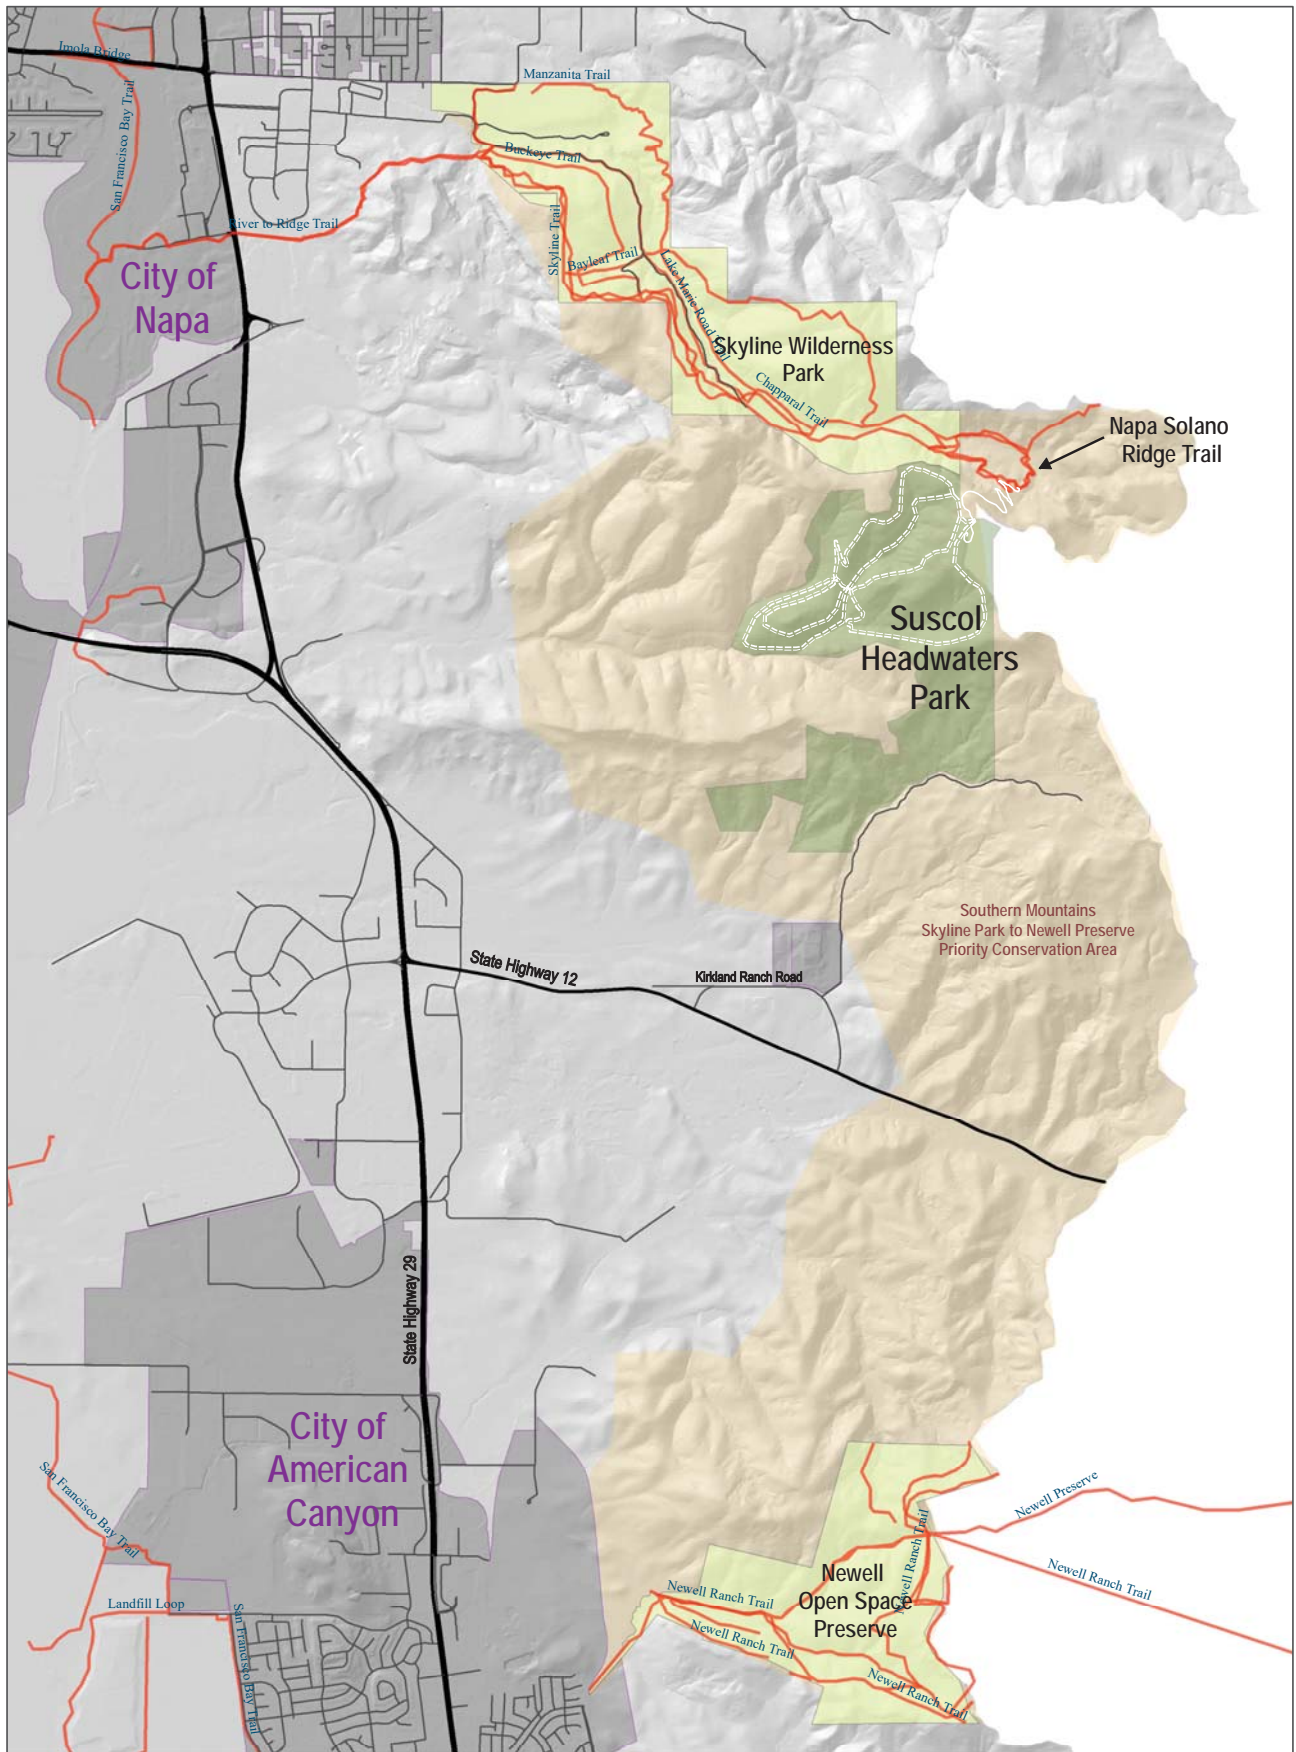 Imola Bridge
Manzanita Trail
San Francisco Bay Trail
Buckeye Trail
River to Ridge Trail
Skyline Trail
Bayleaf Trail
Lake Marie Road Trail
City of
Napa
Skyline Wilderness
Park
Chapparal Trail
Napa Solano
Ridge Trail
Suscol
Headwaters
Park
Southern Mountains
Skyline Park to Newell Preserve
Priority Conservation Area
State Highway 12
Kirkland Ranch Road
State Highway 29
City of
American
Canyon
San Francisco Bay Trail
Newell Preserve
Newell Ranch Trail
Newell Ranch Trail
Newell
Open Space
Preserve
Newell Ranch Trail
Newell Ranch Trail
Newell Ranch Trail
Landfill Loop
San Francisco Bay Trail